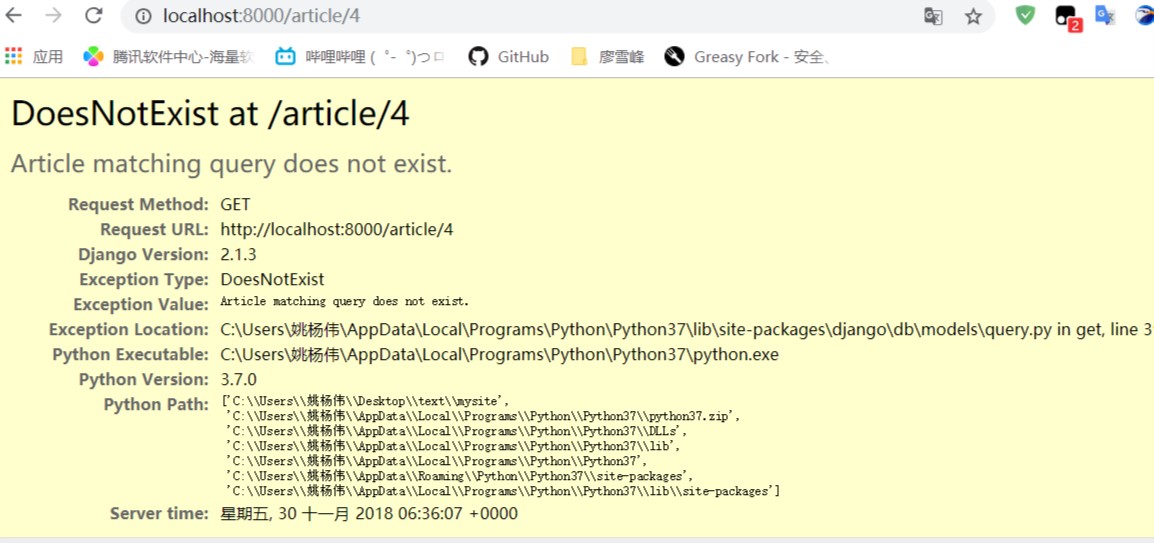 localhost:8000/article/4
2
应用 腾讯软件中心-海量软 哔哩哔哩 ( ゜- ゜)つロ GitHub 廖雪峰 Greasy Fork - 安全、
DoesNotExist at /article/4
Article matching query does not exist.
Request Method: GET
Request URL: http://localhost:8000/article/4
Django Version: 2.1.3
Exception Type: DoesNotExist
Exception Value: Article matching query does not exist.
Exception Location: C:\Users\姚杨伟\AppData\Local\Programs\Python\Python37\lib\site-packages\django\db\models\query.py in get, line 3
Python Executable: C:\Users\姚杨伟\AppData\Local\Programs\Python\Python37\python.exe
Python Version: 3.7.0
Python Path: ['C:\\Users\\姚杨伟\\Desktop\\text\\mysite',
'C:\\Users\\姚杨伟\\AppData\\Local\\Programs\\Python\\Python37\\python37.zip',
'C:\\Users\\姚杨伟\\AppData\\Local\\Programs\\Python\\Python37\\DLLs',
'C:\\Users\\姚杨伟\\AppData\\Local\\Programs\\Python\\Python37\\lib',
'C:\\Users\\姚杨伟\\AppData\\Local\\Programs\\Python\\Python37',
'C:\\Users\\姚杨伟\\AppData\\Roaming\\Python\\Python37\\site-packages',
'C:\\Users\\姚杨伟\\AppData\\Local\\Programs\\Python\\Python37\\lib\\site-packages']
Server time: 星期五, 30 十一月 2018 06:36:07 +0000